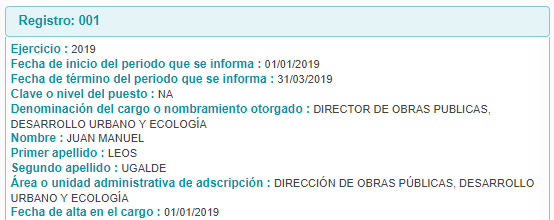 Registro: 001
Ejercicio : 2019
Fecha de inicio del periodo que se informa : 01/01/2019
Fecha de término del periodo que se informa : 31/03/2019
Clave o nivel del puesto : NA
Denominación del cargo o nombramiento otorgado : DIRECTOR DE OBRAS PUBLICAS,
DESARROLLO URBANO Y ECOLOGÍA
Nombre : JUAN MANUEL
Primer apellido : LEOS
Segundo apellido : UGALDE
Área o unidad administrativa de adscripción : DIRECCIÓN DE OBRAS PÚBLICAS, DESARROLLO
URBANO Y ECOLOGÍA
Fecha de alta en el cargo : 01/01/2019